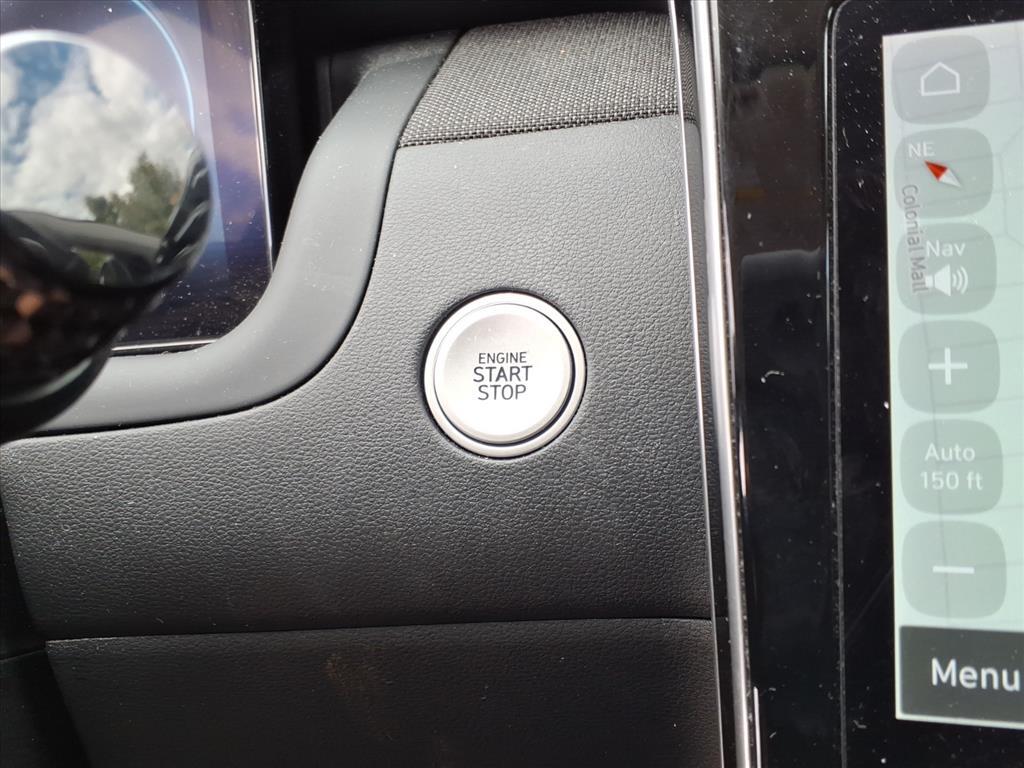 ENGINE
START
STOP
NE
Colonial Mall
Nav
Auto
150 ft
Menu